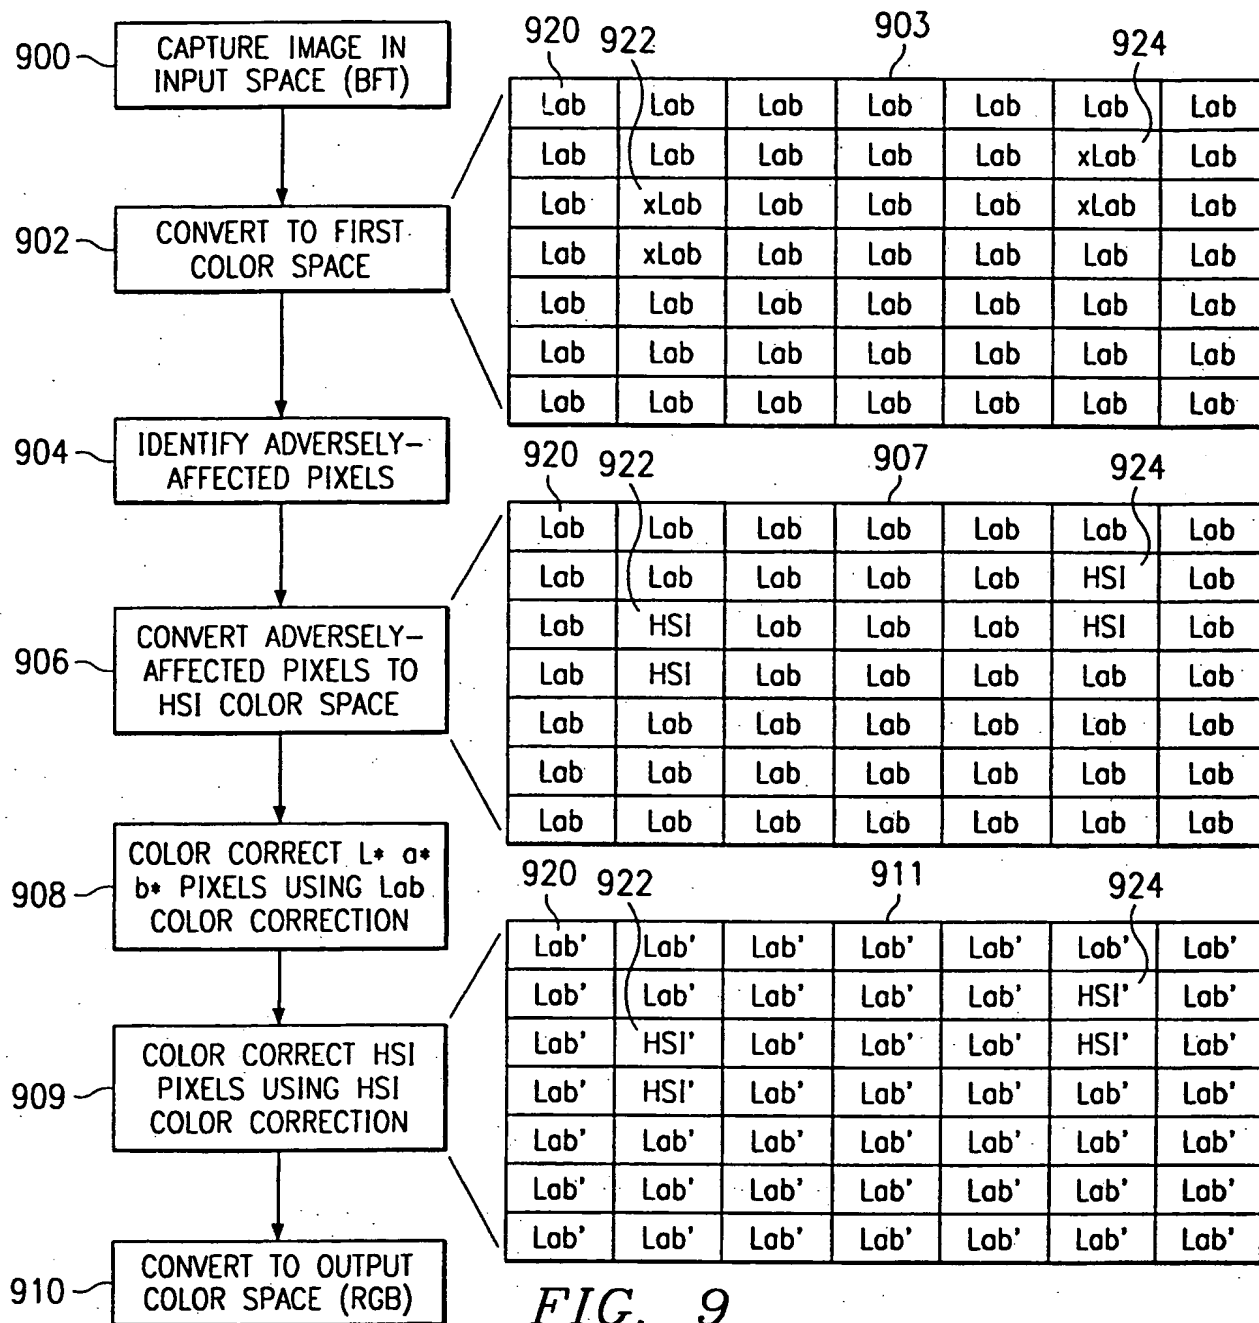 900
CAPTURE IMAGE IN
INPUT SPACE (BFT)
902
CONVERT TO FIRST
COLOR SPACE
904
IDENTIFY ADVERSELY-
AFFECTED PIXELS
906
CONVERT ADVERSELY-
AFFECTED PIXELS TO
HSI COLOR SPACE
908
COLOR CORRECT L* a*
b* PIXELS USING Lab
COLOR CORRECTION
909
COLOR CORRECT HSI
PIXELS USING HSI
COLOR CORRECTION
910
CONVERT TO OUTPUT
COLOR SPACE (RGB)
920 922 903 924
Lab Lab Lab Lab Lab Lab Lab
Lab Lab Lab Lab Lab xLab Lab
Lab xLab Lab Lab Lab xLab Lab
Lab xLab Lab Lab Lab Lab Lab
Lab Lab Lab Lab Lab Lab Lab
Lab Lab Lab Lab Lab Lab Lab
Lab Lab Lab Lab Lab Lab Lab
920 922 907 924
Lab Lab Lab Lab Lab Lab Lab
Lab Lab Lab Lab Lab HSI Lab
Lab HSI Lab Lab Lab HSI Lab
Lab HSI Lab Lab Lab Lab Lab
Lab Lab Lab Lab Lab Lab Lab
Lab Lab Lab Lab Lab Lab Lab
Lab Lab Lab Lab Lab Lab Lab
920 922 911 924
Lab' Lab' Lab' Lab' Lab' Lab' Lab'
Lab' Lab' Lab' Lab' Lab' HSI' Lab'
Lab' HSI' Lab' Lab' Lab' HSI' Lab'
Lab' HSI' Lab' Lab' Lab' Lab' Lab'
Lab' Lab' Lab' Lab' Lab' Lab' Lab'
Lab' Lab' Lab' Lab' Lab' Lab' Lab'
Lab' Lab' Lab' Lab' Lab' Lab' Lab'
FIG. 9